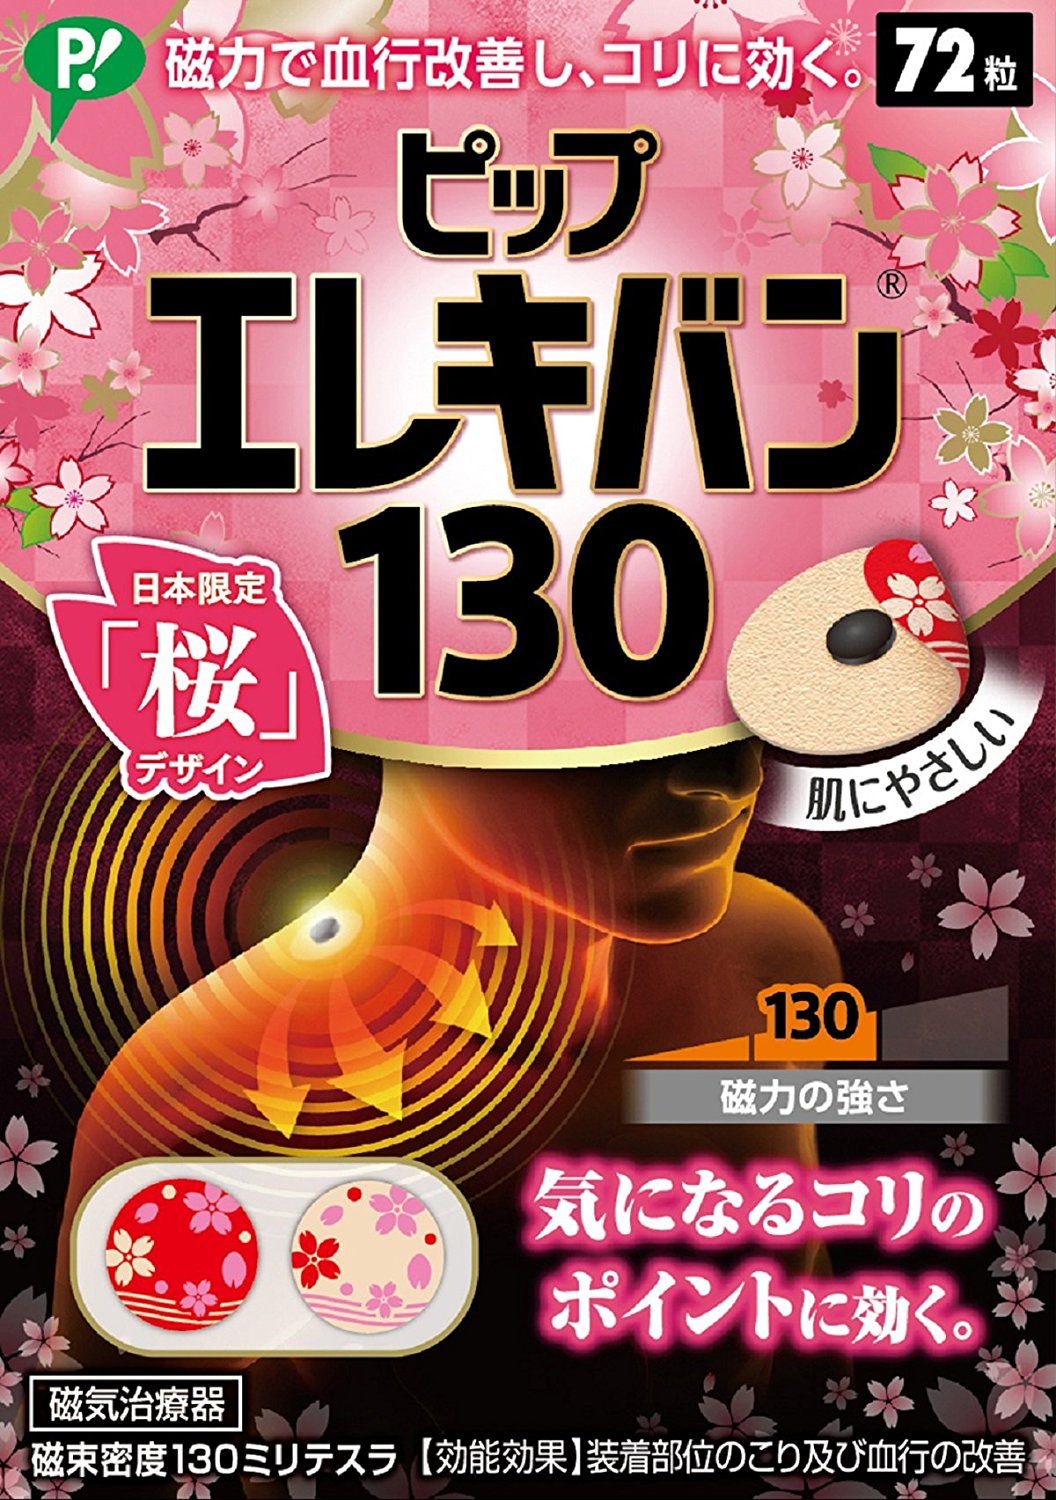 P!
磁力で血行改善し、コリに効く。
72粒
ピップ
エレキバン®
130
日本限定
「桜」
デザイン
肌にやさしい
130
磁力の強さ
気になるコリの
ポイントに効く。
磁気治療器
磁束密度130ミリテスラ 【効能効果】装着部位のこり及び血行の改善